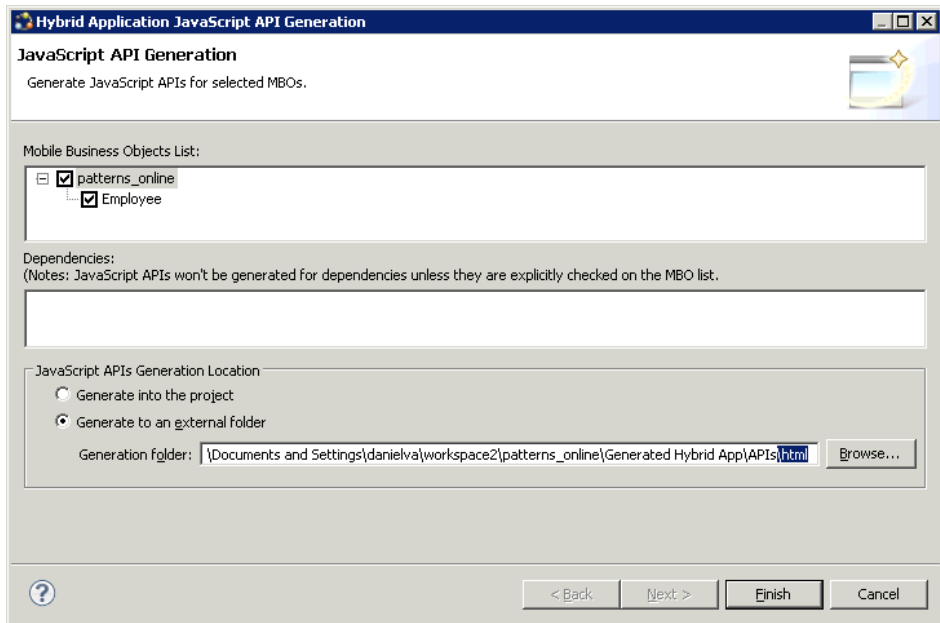 Hybrid Application JavaScript API Generation
JavaScript API Generation
Generate JavaScript APIs for selected MBOs.
Mobile Business Objects List:
patterns_online
Employee
Dependencies:
(Notes: JavaScript APIs won't be generated for dependencies unless they are explicitly checked on the MBO list.
JavaScript APIs Generation Location
Generate into the project
Generate to an external folder
Generation folder: \Documents and Settings\danielva\workspace2\patterns_online\Generated Hybrid App\APIs\html Browse...
? < Back Next > Finish Cancel